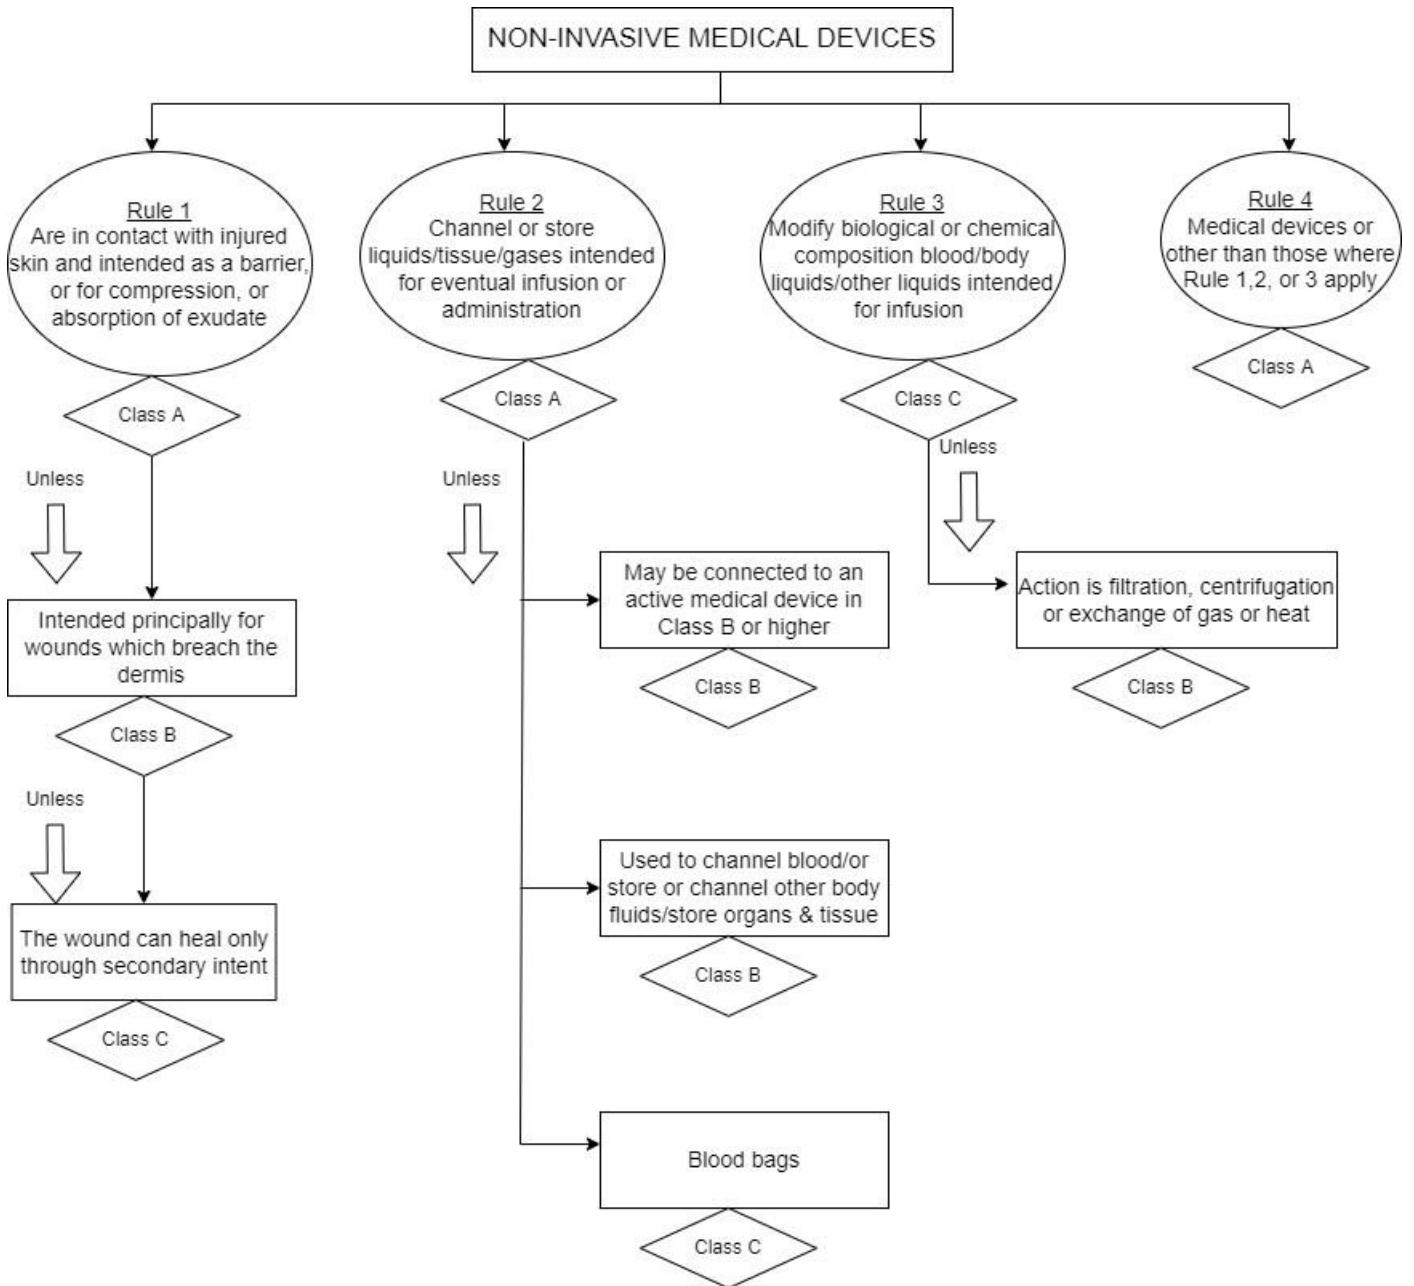 NON-INVASIVE MEDICAL DEVICES
Rule 1
Are in contact with injured
skin and intended as a barrier,
or for compression, or
absorption of exudate
Class A
Unless
Intended principally for
wounds which breach the
dermis
Class B
Unless
The wound can heal only
through secondary intent
Class C
Rule 2
Channel or store
liquids/tissue/gases intended
for eventual infusion or
administration
Class A
Unless
May be connected to an
active medical device in
Class B or higher
Class B
Used to channel blood/or
store or channel other body
fluids/store organs & tissue
Class B
Blood bags
Class C
Rule 3
Modify biological or chemical
composition blood/body
liquids/other liquids intended
for infusion
Class C
Unless
Action is filtration, centrifugation
or exchange of gas or heat
Class B
Rule 4
Medical devices or
other than those where
Rule 1,2, or 3 apply
Class A